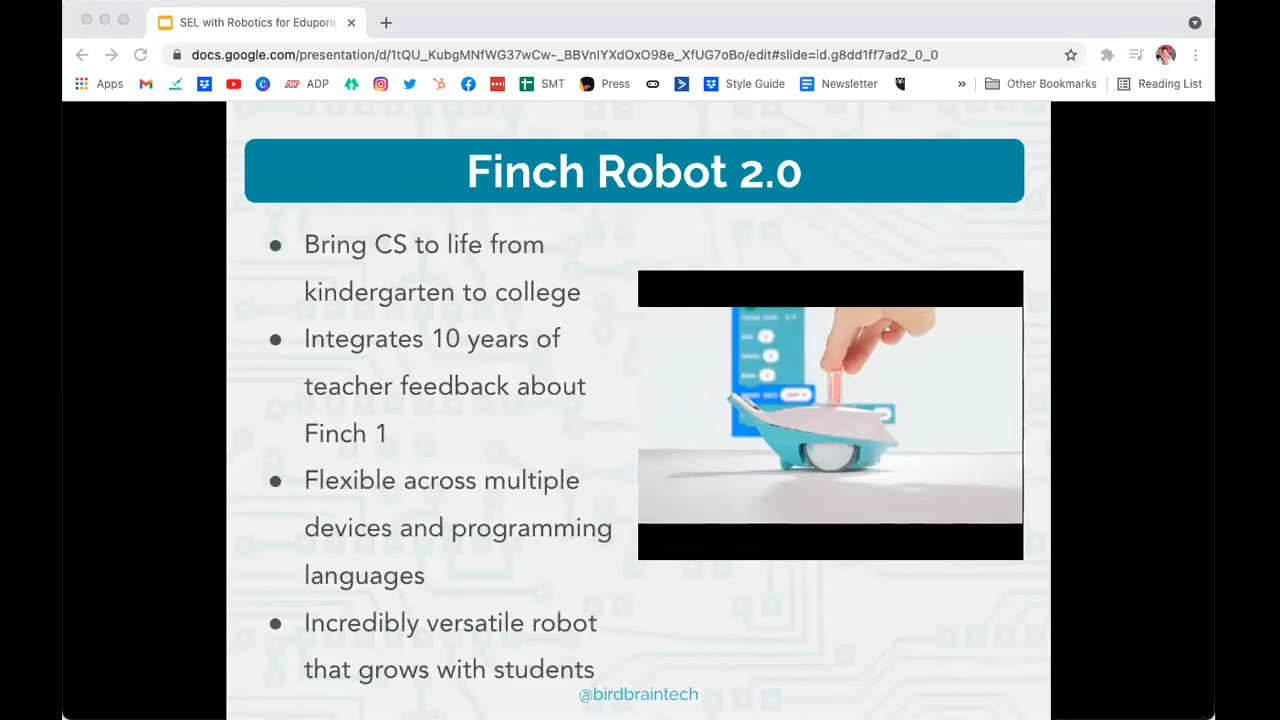 SEL with Robotics for Eduporiu
docs.google.com/presentation/d/1tQU_KubgMNfWG37wCw-_BBVnIYXdOxO98e_XfUG7oBo/edit#slide=id.g8dd1ff7ad2_0_0
Apps ADP SMT Press Style Guide Newsletter » Other Bookmarks Reading List
Finch Robot 2.0
● Bring CS to life from
kindergarten to college
● Integrates 10 years of
teacher feedback about
Finch 1
● Flexible across multiple
devices and programming
languages
● Incredibly versatile robot
that grows with students
@birdbraintech